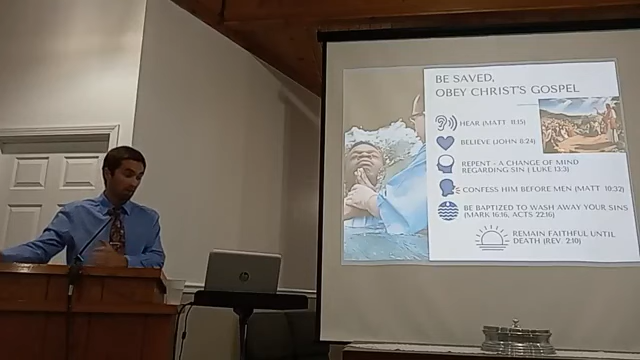 BE SAVED,
OBEY CHRIST'S GOSPEL
HEAR (MATT 11:15)
BELIEVE (JOHN 8:24)
REPENT - A CHANGE OF MIND
REGARDING SIN ( LUKE 13:3)
CONFESS HIM BEFORE MEN (MATT 10:32)
BE BAPTIZED TO WASH AWAY YOUR SINS
(MARK 16:16, ACTS 22:16)
REMAIN FAITHFUL UNTIL
DEATH (REV. 2:10)
hp